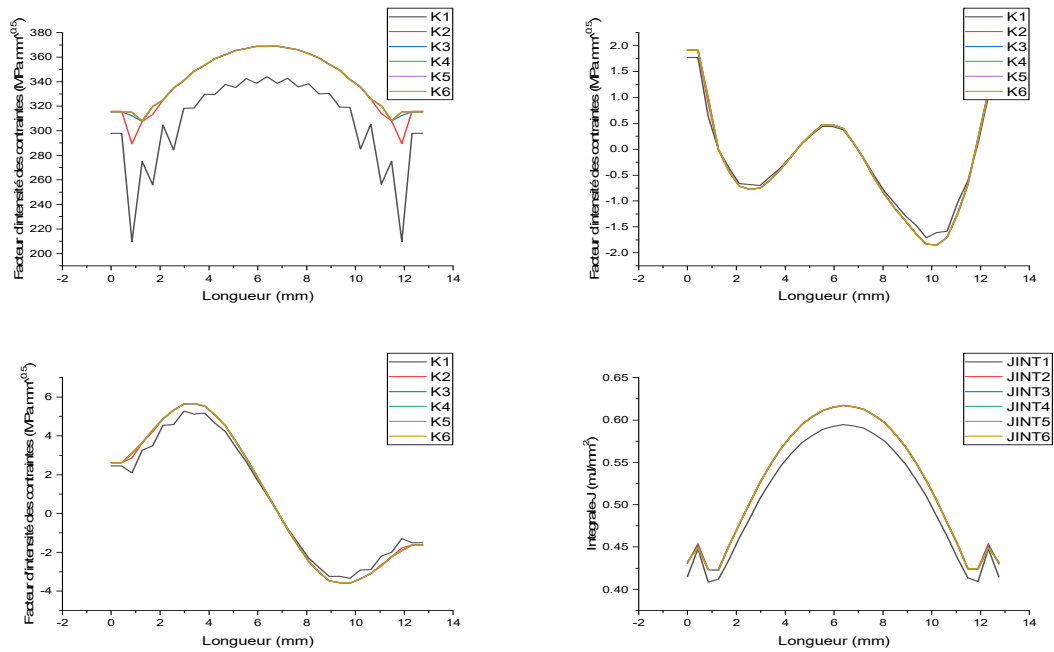 K1
K2
K3
K4
K5
K6
380
360
340
320
300
280
260
240
220
200
-2 0 2 4 6 8 10 12 14
Facteur d'intensité des contraintes (MPa mm^0.5)
Longueur (mm)
K1
K2
K3
K4
K5
K6
2.0
1.5
1.0
0.5
0.0
-0.5
-1.0
-1.5
-2.0
-2 0 2 4 6 8 10 12 14
Facteur d'intensité des contraintes (MPa mm^0.5)
Longueur (mm)
K1
K2
K3
K4
K5
K6
6
4
2
0
-2
-4
-2 0 2 4 6 8 10 12 14
Facteur d'intensité des contraintes (MPa mm^0.5)
Longueur (mm)
JINT1
JINT2
JINT3
JINT4
JINT5
JINT6
0.65
0.60
0.55
0.50
0.45
0.40
-2 0 2 4 6 8 10 12 14
Integrale-J (mJ/mm²)
Longueur (mm)